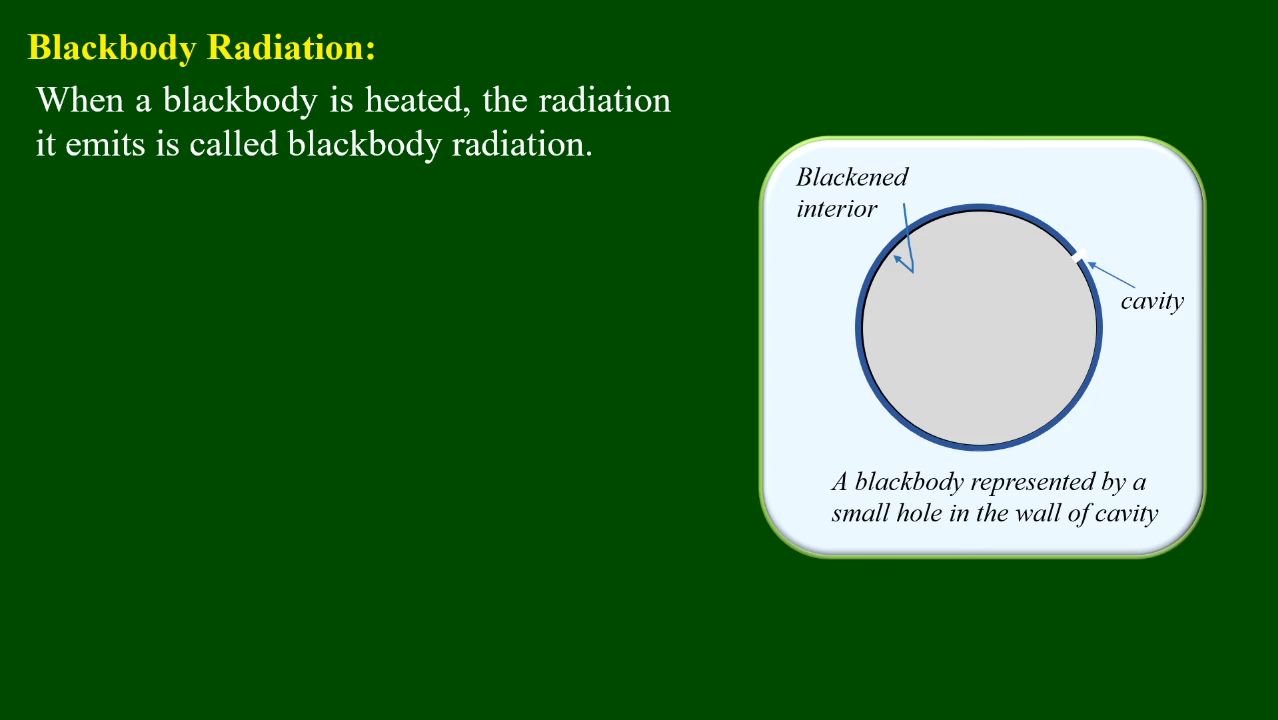 Blackbody Radiation:
When a blackbody is heated, the radiation
it emits is called blackbody radiation.
Blackened
interior
cavity
A blackbody represented by a
small hole in the wall of cavity